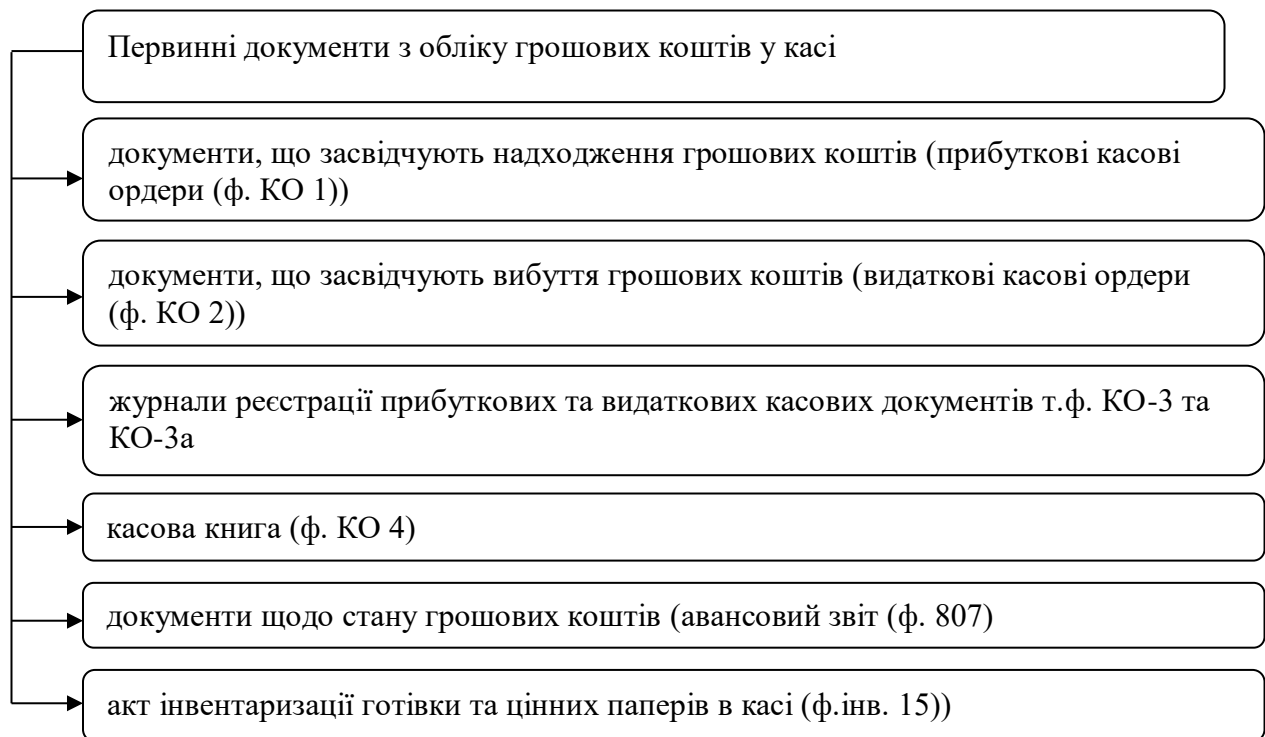 Первинні документи з обліку грошових коштів у касі
документи, що засвідчують надходження грошових коштів (прибуткові касові
ордери (ф. КО 1))
документи, що засвідчують вибуття грошових коштів (видаткові касові ордери
(ф. КО 2))
журнали реєстрації прибуткових та видаткових касових документів т.ф. КО-3 та
КО-3а
касова книга (ф. КО 4)
документи щодо стану грошових коштів (авансовий звіт (ф. 807)
акт інвентаризації готівки та цінних паперів в касі (ф.інв. 15))